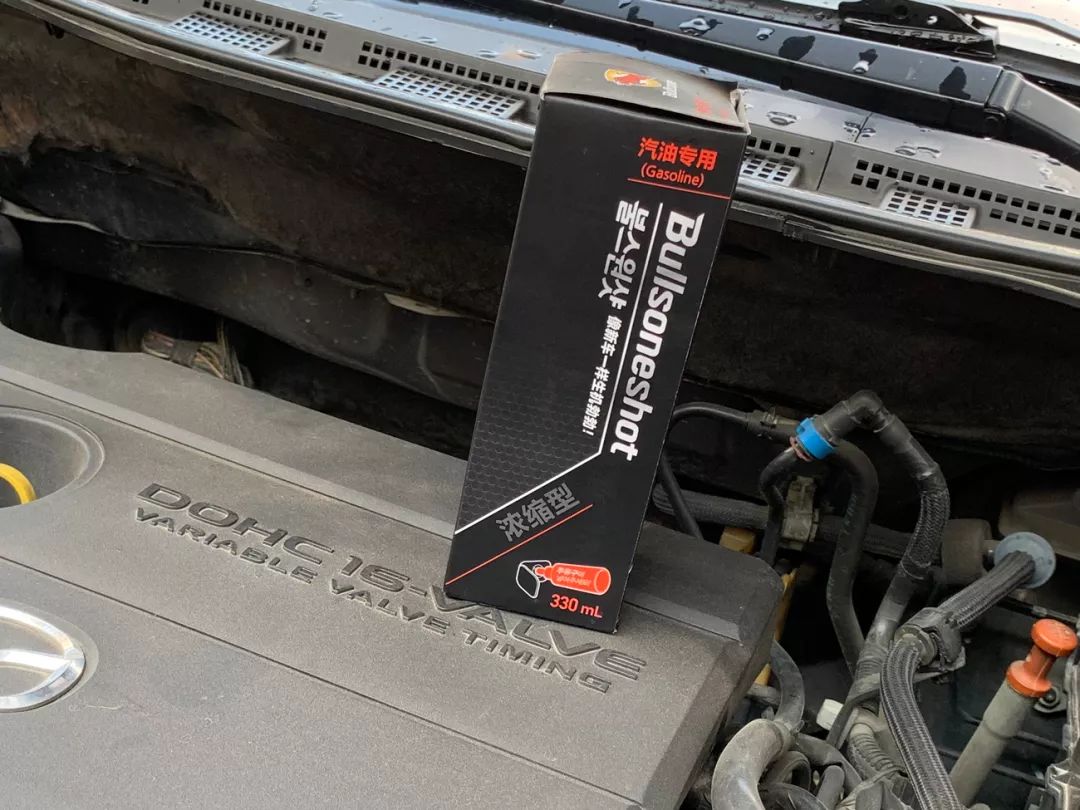 汽油专用
(Gasoline)
Bullsoneshot
불스원샷
像新车一样生机勃勃!
浓缩型
330 mL
DOHC 16-VALVE
VARIABLE VALVE TIMING